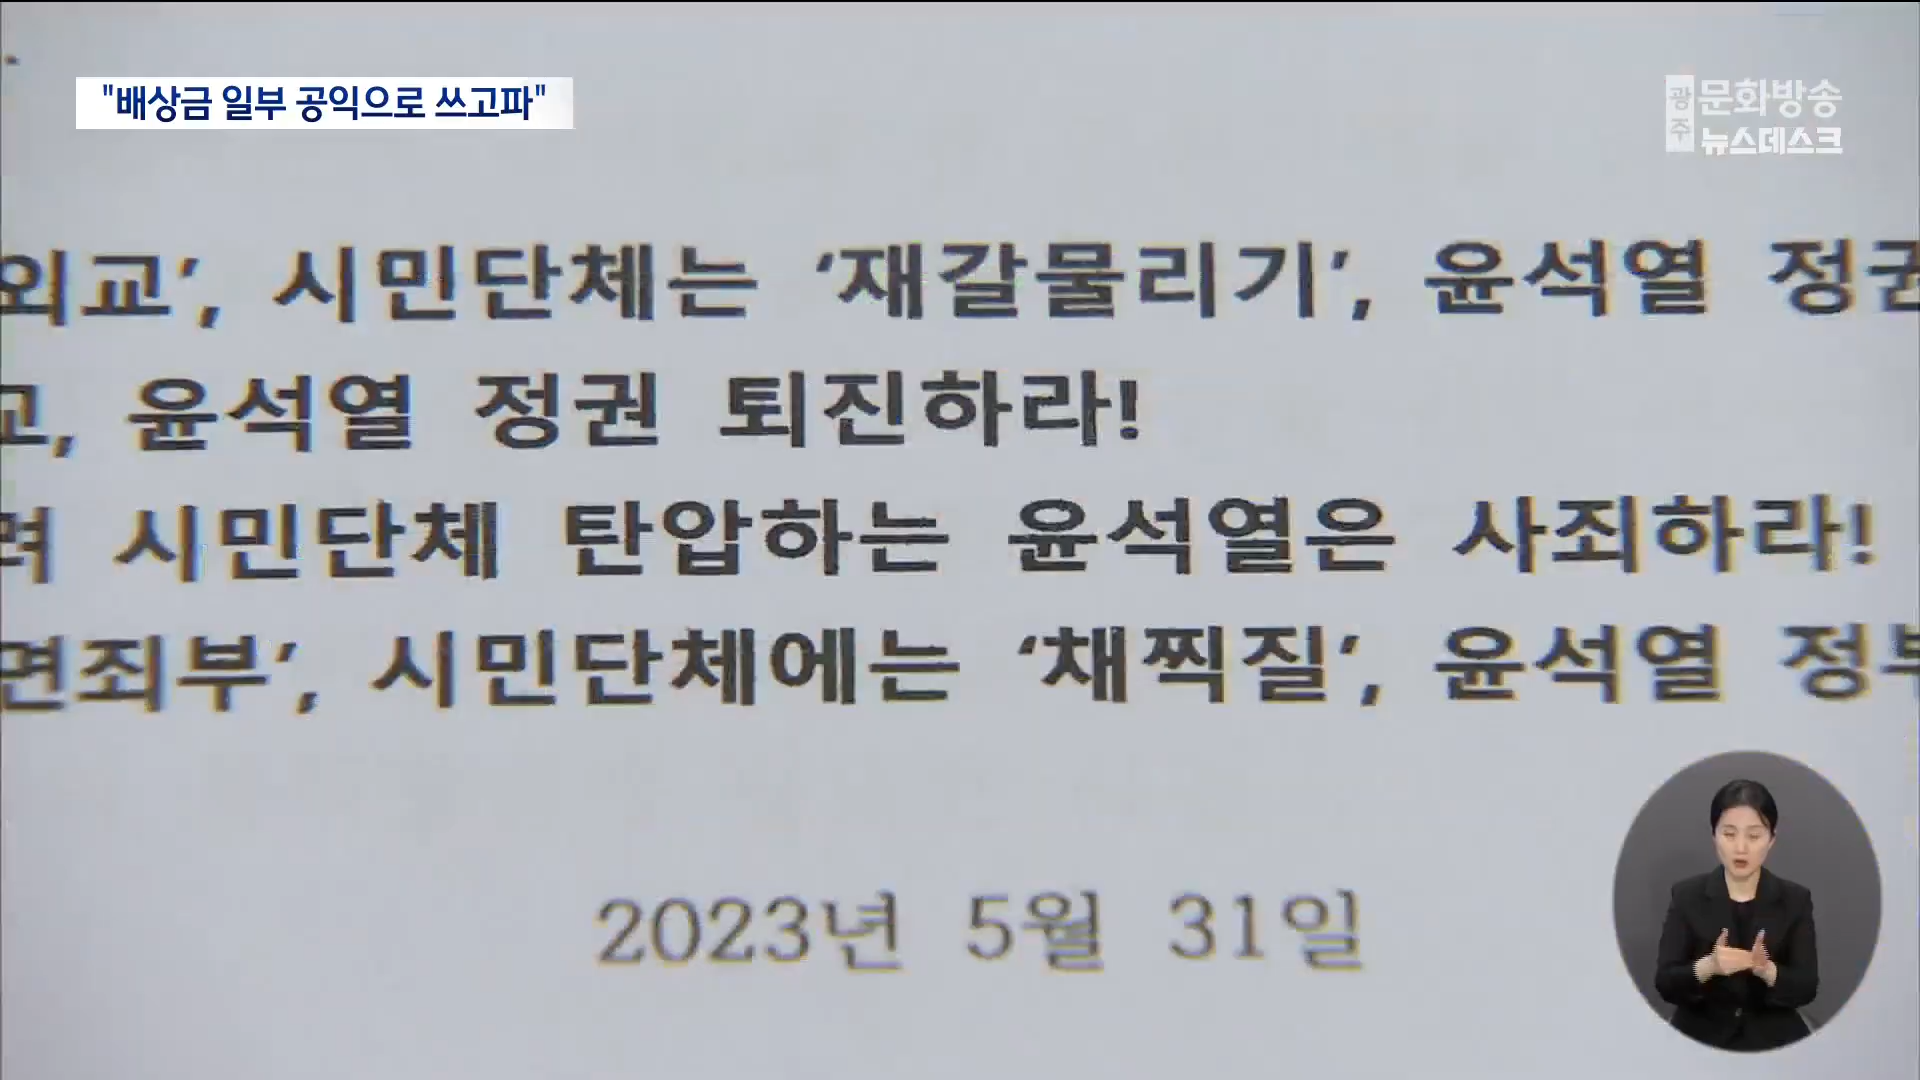 "배상금 일부 공익으로 쓰고파"
광주
문화방송
뉴스데스크
외교’, 시민단체는 ‘재갈물리기’, 윤석열 정권
교, 윤석열 정권 퇴진하라!
시민단체 탄압하는 윤석열은 사죄하라!
면죄부’, 시민단체에는 ‘채찍질’, 윤석열 정부
2023년 5월 31일